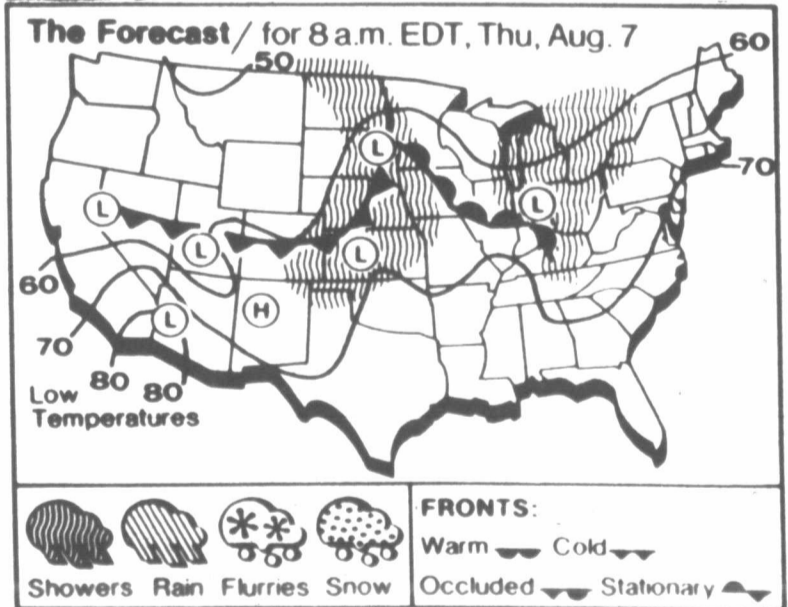 The Forecast / for 8 a.m. EDT, Thu, Aug. 7
50
60
L
70
L
L
L
L
60
L
H
70
80 80
Low
Temperatures
FRONTS:
Warm Cold
Showers Rain Flurries Snow
Occluded Stationary